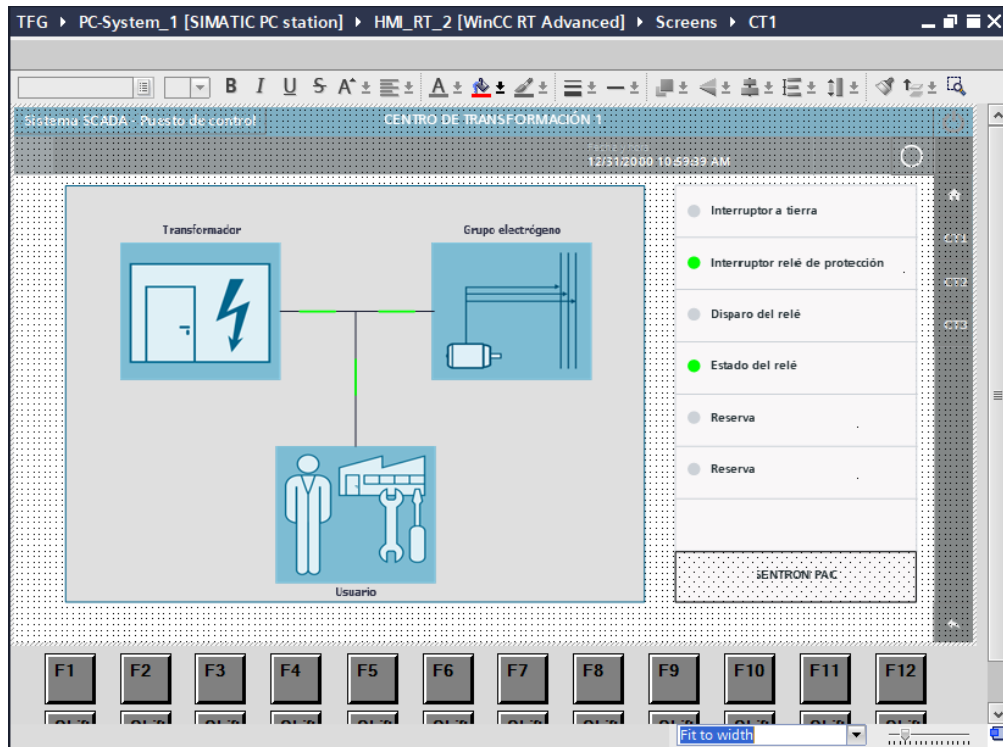 TFG ▸ PC-System_1 [SIMATIC PC station] ▸ HMI_RT_2 [WinCC RT Advanced] ▸ Screens ▸ CT1
B I U S A A
Sistema SCADA - Puesto de control
CENTRO DE TRANSFORMACIÓN 1
Fecha y hora
12/31/2000 10:59:39 AM
Transformador
Grupo electrógeno
Usuario
Interruptor a tierra
Interruptor relé de protección
Disparo del relé
Estado del relé
Reserva
Reserva
SENTRON PAC
CT1
CT2
CT3
F1 F2 F3 F4 F5 F6 F7 F8 F9 F10 F11 F12
Fit to width